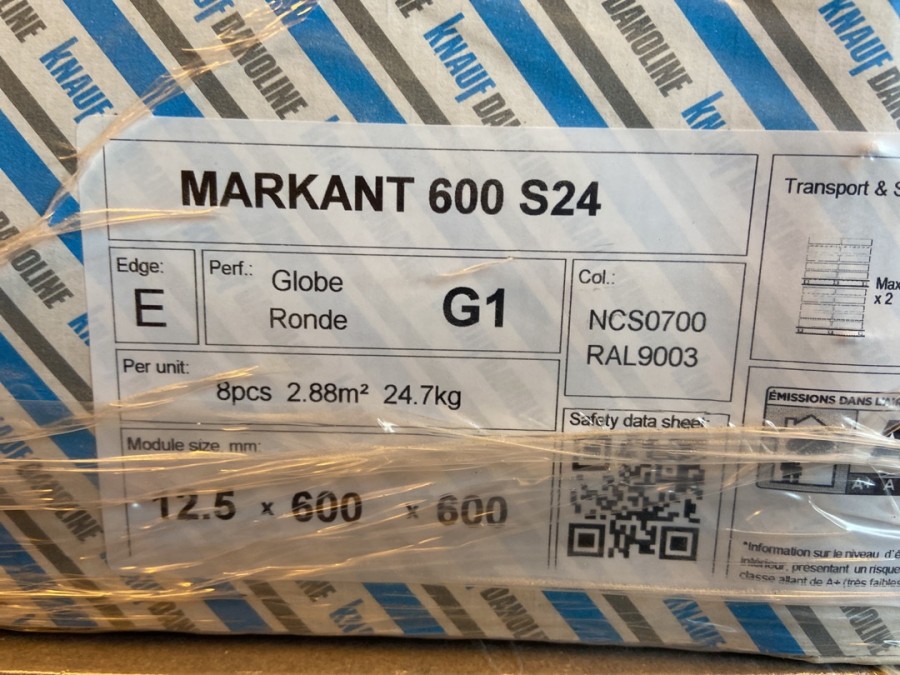 KNAUF DANOLINE
MARKANT 600 S24
Edge:
E
Perf.:
Globe
Ronde
G1
Col.:
NCS0700
RAL9003
Per unit:
8pcs 2.88m² 24.7kg
Module size mm:
12.5 x 600 x 600
Safety data sheet:
Transport &
Max
x 2
ÉMISSIONS DANS L'A
A+ A
*Information sur le niveau d'é
intérieur, présentant un risque
classe allant de A+ (très faibles